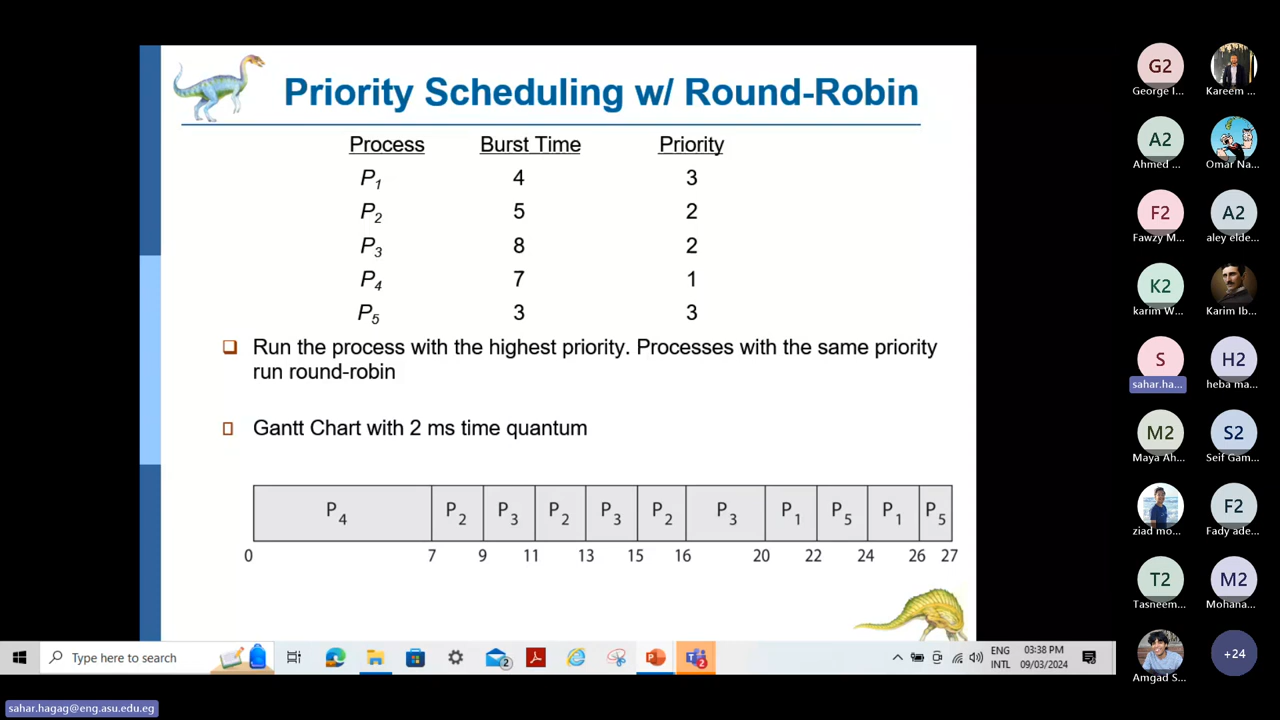 Priority Scheduling w/ Round-Robin
Process Burst Time Priority
P1 4 3
P2 5 2
P3 8 2
P4 7 1
P5 3 3
Run the process with the highest priority. Processes with the same priority
run round-robin
Gantt Chart with 2 ms time quantum
P4 P2 P3 P2 P3 P2 P3 P1 P5 P1 P5
0 7 9 11 13 15 16 20 22 24 26 27
G2
George I...
Kareem ...
A2
Ahmed ...
Omar Na...
F2
Fawzy M...
A2
aley elde...
K2
karim W...
Karim Ib...
S
sahar.ha...
H2
heba ma...
M2
Maya Ah...
S2
Seif Gam...
ziad mo...
F2
Fady ade...
T2
Tasneem...
M2
Mohana...
Amgad S...
+24
Type here to search
2
2
ENG
INTL
03:38 PM
09/03/2024
sahar.hagag@eng.asu.edu.eg